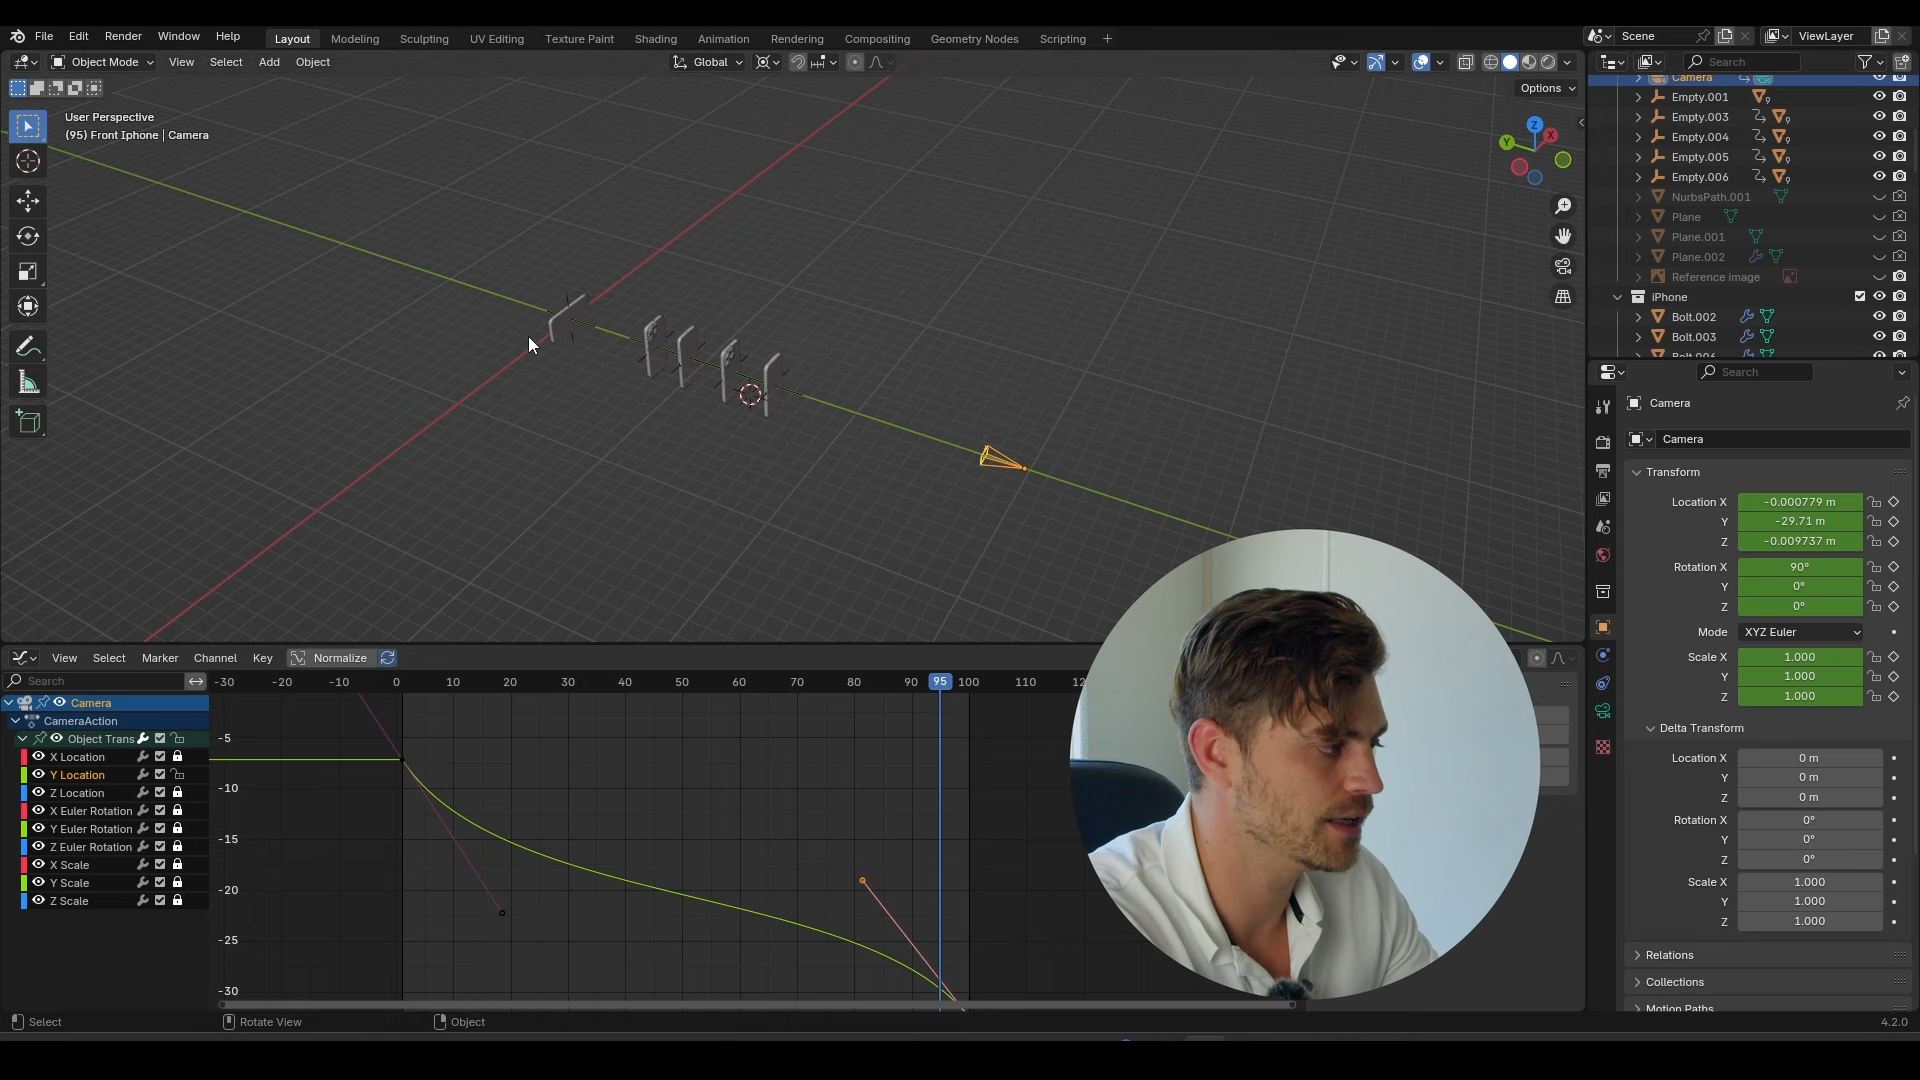 File Edit Render Window Help Layout Modeling Sculpting UV Editing Texture Paint Shading Animation Rendering Compositing Geometry Nodes Scripting + Scene ViewLayer
Object Mode View Select Add Object Global Search
Options
User Perspective
(95) Front Iphone | Camera
Z
X
Y
Camera
Empty.001 9
Empty.003 9
Empty.004 9
Empty.005 9
Empty.006 9
NurbsPath.001
Plane
Plane.001
Plane.002
Reference image
iPhone
Bolt.002
Bolt.003
Search
Camera
Camera
Transform
Location X -0.000779 m
Y -29.71 m
Z -0.009737 m
Rotation X 90°
Y 0°
Z 0°
Mode XYZ Euler
Scale X 1.000
Y 1.000
Z 1.000
Delta Transform
Location X 0 m
Y 0 m
Z 0 m
Rotation X 0°
Y 0°
Z 0°
Scale X 1.000
Y 1.000
Z 1.000
Relations
Collections
Motion Paths
View Select Marker Channel Key Normalize
Search
-30 -20 -10 0 10 20 30 40 50 60 70 80 90 95 100 110
Camera
CameraAction
Object Trans
X Location
Y Location
Z Location
X Euler Rotation
Y Euler Rotation
Z Euler Rotation
X Scale
Y Scale
Z Scale
-5
-10
-15
-20
-25
-30
Select Rotate View Object 4.2.0